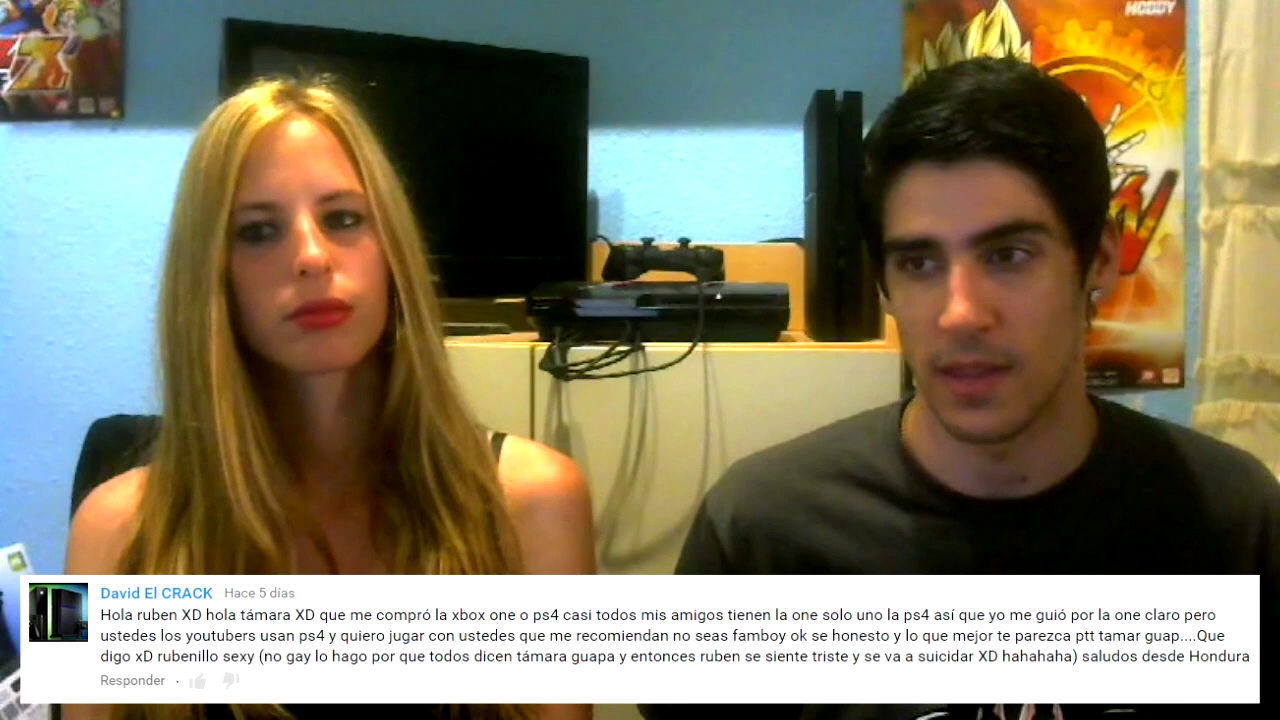 HOBBY
Z
David El CRACK Hace 5 días
Hola ruben XD hola támara XD que me compró la xbox one o ps4 casi todos mis amigos tienen la one solo uno la ps4 así que yo me guió por la one claro pero
ustedes los youtubers usan ps4 y quiero jugar con ustedes que me recomiendan no seas famboy ok se honesto y lo que mejor te parezca ptt tamar guap....Que
digo xD rubenillo sexy (no gay lo hago por que todos dicen támara guapa y entonces ruben se siente triste y se va a suicidar XD hahahaha) saludos desde Hondura
Responder ·